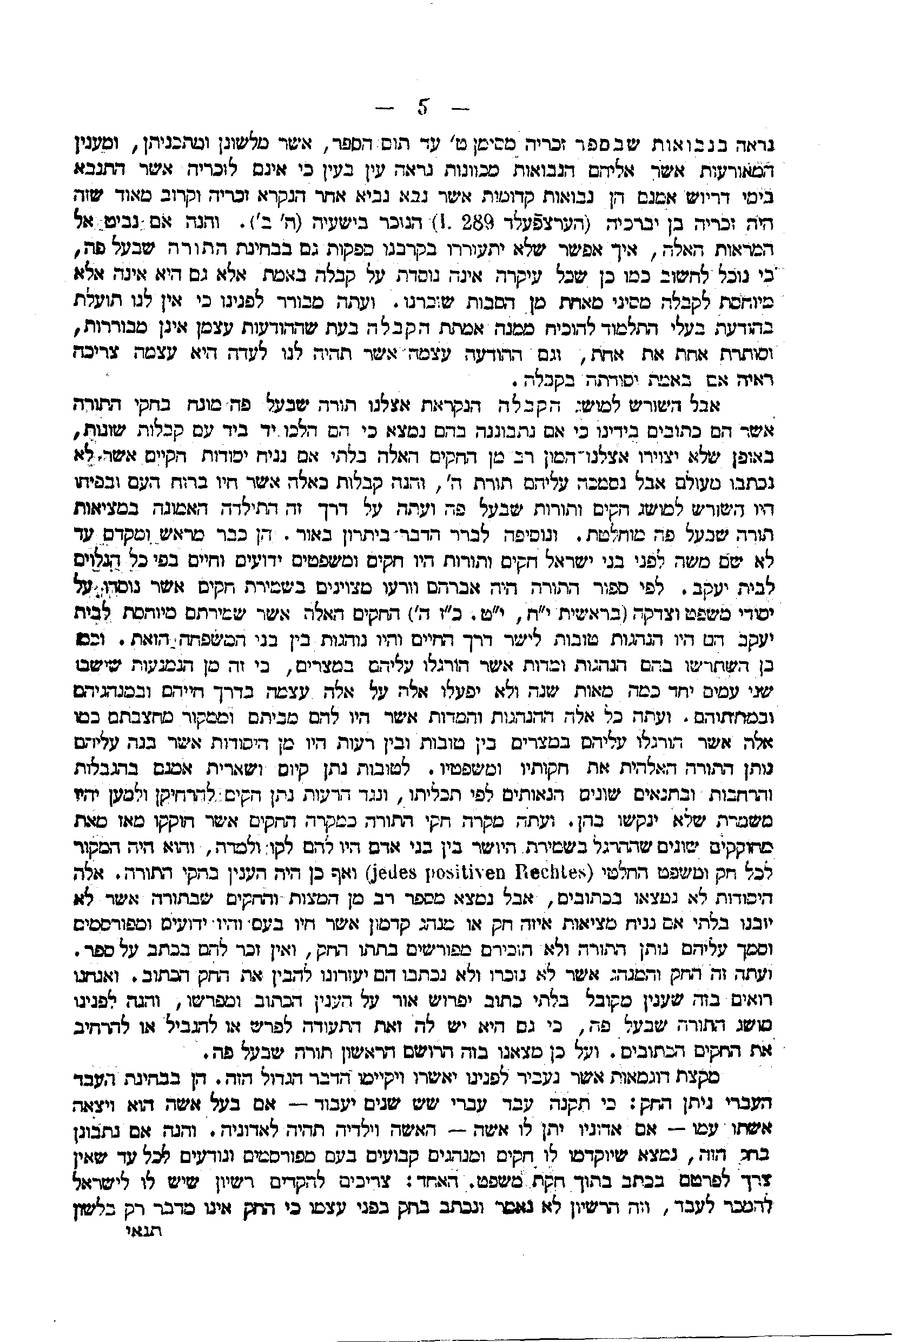 — 5 —
נראה בנבואות שבספר זכריה מסימן ט׳ עד תום הספר, אשר מלשונן ומתכניתן, ומענין
המאורעות אשר אליהם הנבואות מכוונות נראה עין בעין כי אינם לזכריה אשר התנבא
בימי דריוש אמנם הן נבואות קדומות אשר נבא נביא אחר הנקרא זכריה וקרוב מאוד שזה
היה זכריה בן יברכיה (הערצפעלד I. 289) הנזכר בישעיה (ה׳ ב׳). והנה אם נביט אל
המראות האלה, איך אפשר שלא יתעוררו בקרבנו ספקות גם בבחינת התורה שבעל פה,
כי נוכל לחשוב כמו כן שכל עיקרה אינה נוסדת על קבלה באמת אלא גם היא אינה אלא
מיוחסת לקבלה מסיני מאחת מן הסבות שזכרנו. ועתה מבורר לפנינו כי אין לנו תועלת
בהודעת בעלי התלמוד להוכיח ממנה אמתת הקבלה בעת שההודעות עצמן אינן מבוררות,
וסותרת אחת את אחת, וגם ההודעה עצמה אשר תהיה לנו לעדה היא עצמה צריכה
ראיה אם באמת יסודתה בקבלה.
אבל השורש למושג הקבלה הנקראת אצלנו תורה שבעל פה מונח בחקי התורה
אשר הם כתובים בידינו כי אם נתבוננה בהם נמצא כי הם הלכו יד ביד עם קבלות שונות,
באופן שלא יצוירו אצלנו המון רב מן החקים האלה בלתי אם נניח יסודות הקיים אשר לא
נכתבו מעולם אבל נסמכה עליהם תורת ה׳, והנה קבלות כאלה אשר חיו ברוח העם ובפיהו
היו השורש למושג חקים ותורות שבעל פה ועתה על דרך זה התילדה האמונה במציאות
תורה שבעל פה מוחלטת. ונוסיפה לברר הדבר ביתרון באור. הן כבר מראש ומקדם עד
לא שם משה לפני בני ישראל חקים ותורות היו חקים ומשפטים ידועים וחיים בפי כל הנלוים
לבית יעקב. לפי ספור התורה היה אברהם וזרעו מצוינים בשמירת חקים אשר נוסדו על
יסודי משפט וצדקה (בראשית י״ח, י״ט. כ״ו ה׳) החקים האלה אשר שמירתם מיוחסת לבית
יעקב הם היו הנהגות טובות לישר דרך החיים והיו נוהגות בין בני המשפחה הזאת. וכמו
כן השתרשו בהם הנהגות ומדות אשר הורגלו עליהם במצרים, כי זה מן הנמנעות שישבו
שני עמים יחד כמה מאות שנה ולא יפעלו אלה על אלה עצמה בדרך חייהם ובמנהגיהם
ובמדותיהם. ועתה כל אלה ההנהגות והמדות אשר היו להם מביתם וממקור מחצבתם כמו
אלה אשר הורגלו עליהם במצרים בין טובות ובין רעות היו מן היסודות אשר בנה עליהם
נותן התורה האלהית את חקותיו ומשפטיו. לטובות נתן קיום ושארית אמנם בהגבלות
והרחבות ובתנאים שונים הנאותים לפי תכליתו, ונגד הרעות נתן חקים להרחיקן ולמען יהיו
משמרת שלא ינקשו בהן. ועתה מקרה חקי התורה כמקרה החקים אשר חוקקו מאז מאת
מחוקקים שונים שההרגל בשמירת היושר בין בני אדם היו להם לקו ולמדה, והוא היה המקור
לכל חק ומשפט החלטי (jedes positiven Rechtes) ואף כן היה הענין בחקי התורה. אלה
היסודות לא נמצאו בכתובים, אבל נמצא מספר רב מן המצות והחקים שבתורה אשר לא
יובנו בלתי אם נניח מציאות איזה חק או מנהג קדמון אשר חיו בעם והיו ידועים ומפורסמים
וסמך עליהם נותן התורה ולא הזכירם מפורשים בתתו החק, ואין זכר להם בכתב על ספר.
ועתה זה החק והמנהג אשר לא נזכרו ולא נכתבו הם יעזרונו להבין את החק הכתוב. ואנחנו
רואים בזה שענין מקובל בלתי כתוב יפרוש אור על הענין הכתוב ומפרשו, והנה לפנינו
מושג התורה שבעל פה, כי גם היא יש לה זאת התעודה לפרש או להגביל או להרחיב
את החקים הכתובים. ועל כן מצאנו בזה הרושם הראשון תורה שבעל פה.
מקצת דוגמאות אשר נעביר לפנינו יאשרו ויקיימו הדבר הגדול הזה. הן בבחינת העבד
העברי ניתן החק: כי תקנה עבד עברי שש שנים יעבוד — אם בעל אשה הוא ויצאה
אשתו עמו — אם אדוניו יתן לו אשה — האשה וילדיה תהיה לאדוניה. והנה אם נתבונן
בחק הזה, נמצא שיוקדמו לו חקים ומנהגים קבועים בעם מפורסמים ונודעים לכל עד שאין
צרך לפרטם בכתב בתוך חקת משפט. האחד: צריכים להקדים רשיון שיש לו לישראל
להמכר לעבד, וזה הרשיון לא נאמר ונכתב בחק בפני עצמו כי החק אינו מדבר רק בלשון
תנאי